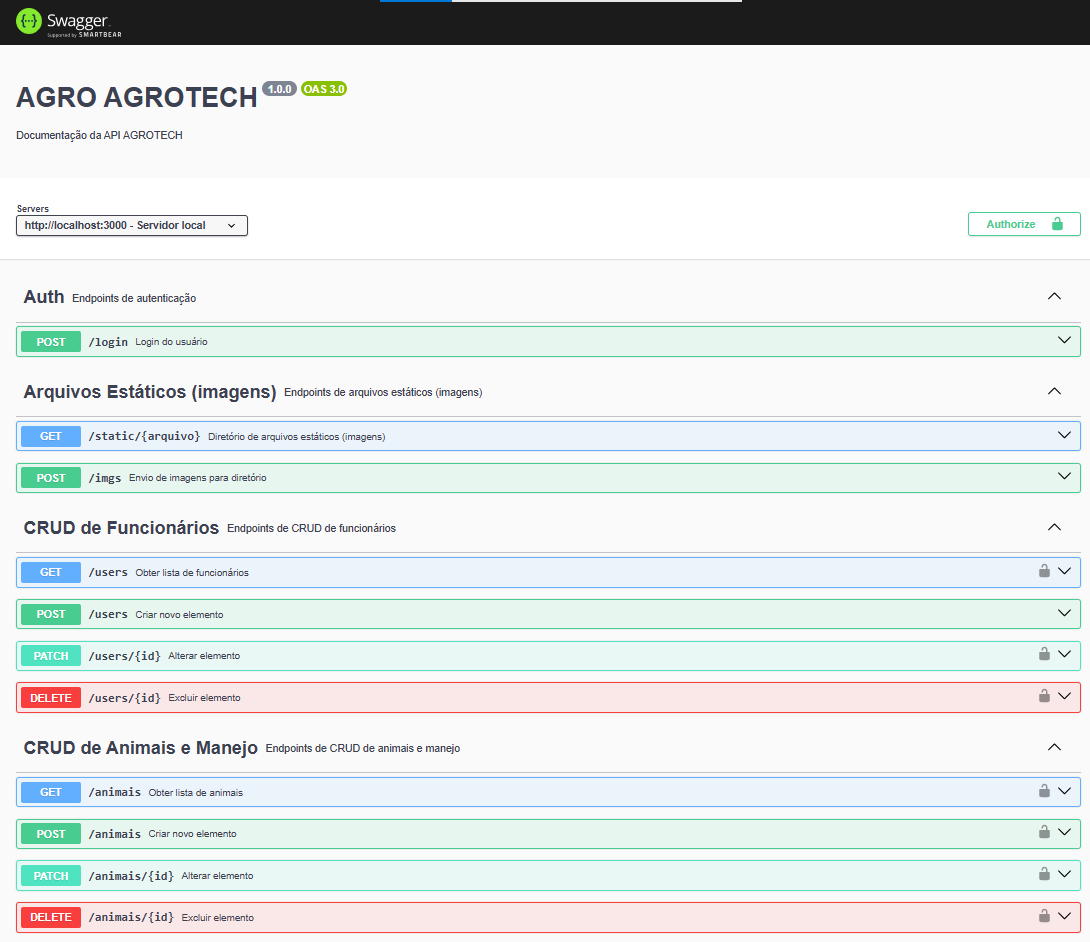 Swagger.
Supported by SMARTBEAR
AGRO AGROTECH 1.0.0 OAS 3.0
Documentação da API AGROTECH
Servers
http://localhost:3000 - Servidor local
Authorize
Auth Endpoints de autenticação
POST /login Login do usuário
Arquivos Estáticos (imagens) Endpoints de arquivos estáticos (imagens)
GET /static/{arquivo} Diretório de arquivos estáticos (imagens)
POST /imgs Envio de imagens para diretório
CRUD de Funcionários Endpoints de CRUD de funcionários
GET /users Obter lista de funcionários
POST /users Criar novo elemento
PATCH /users/{id} Alterar elemento
DELETE /users/{id} Excluir elemento
CRUD de Animais e Manejo Endpoints de CRUD de animais e manejo
GET /animais Obter lista de animais
POST /animais Criar novo elemento
PATCH /animais/{id} Alterar elemento
DELETE /animais/{id} Excluir elemento